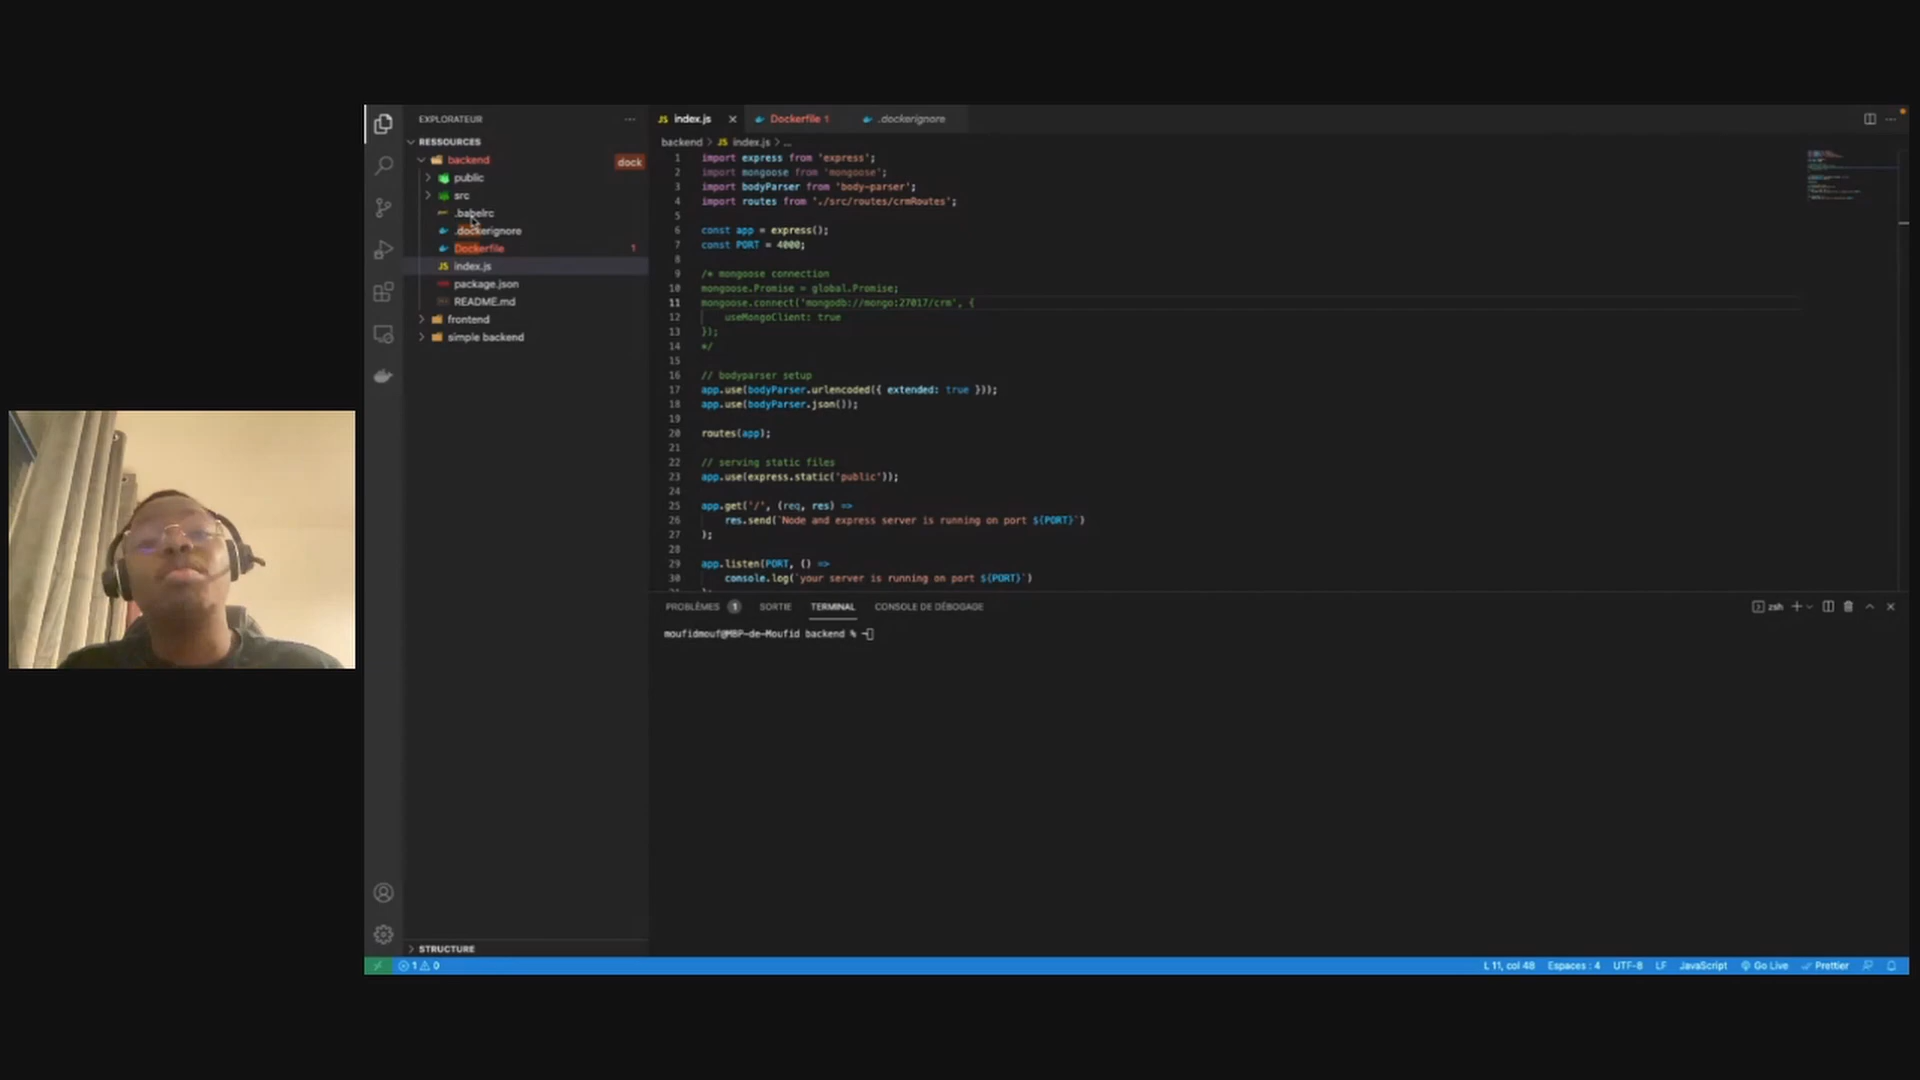 EXPLORATEUR
RESSOURCES
backend
dock
public
src
.babelrc
.dockerignore
Dockerfile
1
JS index.js
package.json
README.md
frontend
simple backend
STRUCTURE
JS index.js
Dockerfile 1
.dockerignore
backend > JS index.js > ...
1 import express from 'express';
2 import mongoose from 'mongoose';
3 import bodyParser from 'body-parser';
4 import routes from './src/routes/crmRoutes';
5
6 const app = express();
7 const PORT = 4000;
8
9 /* mongoose connection
10 mongoose.Promise = global.Promise;
11 mongoose.connect('mongodb://mongo:27017/crm', {
12 useMongoClient: true
13 });
14 */
15
16 // bodyparser setup
17 app.use(bodyParser.urlencoded({ extended: true }));
18 app.use(bodyParser.json());
19
20 routes(app);
21
22 // serving static files
23 app.use(express.static('public'));
24
25 app.get('/', (req, res) =>
26 res.send(`Node and express server is running on port ${PORT}`)
27 );
28
29 app.listen(PORT, () =>
30 console.log(`your server is running on port ${PORT}`)
PROBLÈMES 1
SORTIE
TERMINAL
CONSOLE DE DÉBOGAGE
zsh
moufidmouf@MBP-de-Moufid backend %
1 0
L 11, col 48
Espaces : 4
UTF-8
LF
JavaScript
Go Live
Prettier